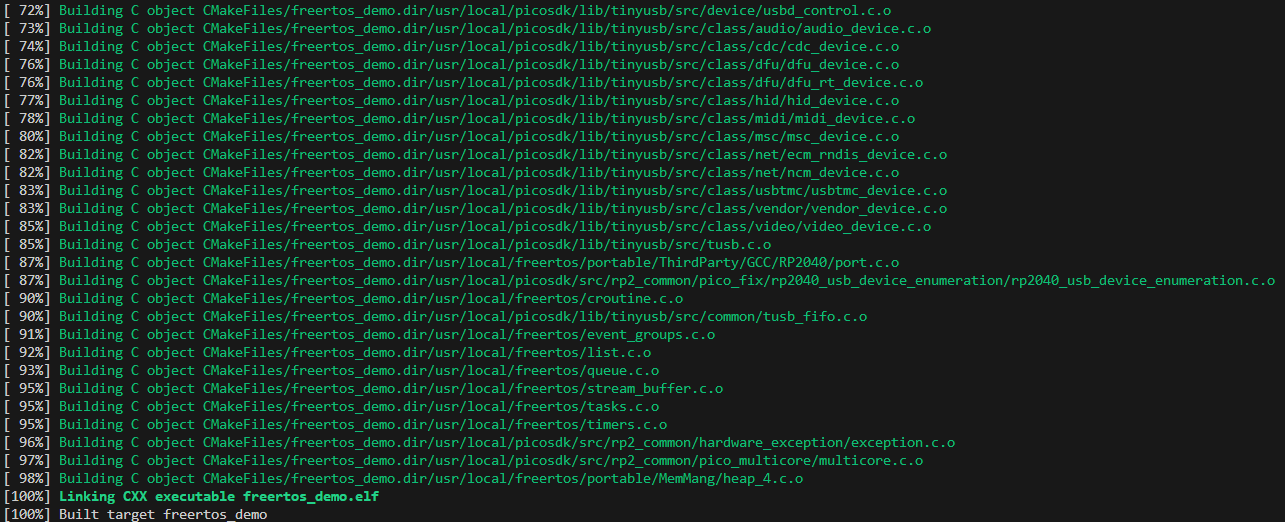 [ 72%] Building C object CMakeFiles/freertos_demo.dir/usr/local/picosdk/lib/tinyusb/src/device/usbd_control.c.o
[ 73%] Building C object CMakeFiles/freertos_demo.dir/usr/local/picosdk/lib/tinyusb/src/class/audio/audio_device.c.o
[ 74%] Building C object CMakeFiles/freertos_demo.dir/usr/local/picosdk/lib/tinyusb/src/class/cdc/cdc_device.c.o
[ 76%] Building C object CMakeFiles/freertos_demo.dir/usr/local/picosdk/lib/tinyusb/src/class/dfu/dfu_device.c.o
[ 76%] Building C object CMakeFiles/freertos_demo.dir/usr/local/picosdk/lib/tinyusb/src/class/dfu/dfu_rt_device.c.o
[ 77%] Building C object CMakeFiles/freertos_demo.dir/usr/local/picosdk/lib/tinyusb/src/class/hid/hid_device.c.o
[ 78%] Building C object CMakeFiles/freertos_demo.dir/usr/local/picosdk/lib/tinyusb/src/class/midi/midi_device.c.o
[ 80%] Building C object CMakeFiles/freertos_demo.dir/usr/local/picosdk/lib/tinyusb/src/class/msc/msc_device.c.o
[ 82%] Building C object CMakeFiles/freertos_demo.dir/usr/local/picosdk/lib/tinyusb/src/class/net/ecm_rndis_device.c.o
[ 82%] Building C object CMakeFiles/freertos_demo.dir/usr/local/picosdk/lib/tinyusb/src/class/net/ncm_device.c.o
[ 83%] Building C object CMakeFiles/freertos_demo.dir/usr/local/picosdk/lib/tinyusb/src/class/usbtmc/usbtmc_device.c.o
[ 83%] Building C object CMakeFiles/freertos_demo.dir/usr/local/picosdk/lib/tinyusb/src/class/vendor/vendor_device.c.o
[ 85%] Building C object CMakeFiles/freertos_demo.dir/usr/local/picosdk/lib/tinyusb/src/class/video/video_device.c.o
[ 85%] Building C object CMakeFiles/freertos_demo.dir/usr/local/picosdk/lib/tinyusb/src/tusb.c.o
[ 87%] Building C object CMakeFiles/freertos_demo.dir/usr/local/freertos/portable/ThirdParty/GCC/RP2040/port.c.o
[ 87%] Building C object CMakeFiles/freertos_demo.dir/usr/local/picosdk/src/rp2_common/pico_fix/rp2040_usb_device_enumeration/rp2040_usb_device_enumeration.c.o
[ 90%] Building C object CMakeFiles/freertos_demo.dir/usr/local/freertos/croutine.c.o
[ 90%] Building C object CMakeFiles/freertos_demo.dir/usr/local/picosdk/lib/tinyusb/src/common/tusb_fifo.c.o
[ 91%] Building C object CMakeFiles/freertos_demo.dir/usr/local/freertos/event_groups.c.o
[ 92%] Building C object CMakeFiles/freertos_demo.dir/usr/local/freertos/list.c.o
[ 93%] Building C object CMakeFiles/freertos_demo.dir/usr/local/freertos/queue.c.o
[ 95%] Building C object CMakeFiles/freertos_demo.dir/usr/local/freertos/stream_buffer.c.o
[ 95%] Building C object CMakeFiles/freertos_demo.dir/usr/local/freertos/tasks.c.o
[ 95%] Building C object CMakeFiles/freertos_demo.dir/usr/local/freertos/timers.c.o
[ 96%] Building C object CMakeFiles/freertos_demo.dir/usr/local/picosdk/src/rp2_common/hardware_exception/exception.c.o
[ 97%] Building C object CMakeFiles/freertos_demo.dir/usr/local/picosdk/src/rp2_common/pico_multicore/multicore.c.o
[ 98%] Building C object CMakeFiles/freertos_demo.dir/usr/local/freertos/portable/MemMang/heap_4.c.o
[100%] Linking CXX executable freertos_demo.elf
[100%] Built target freertos_demo